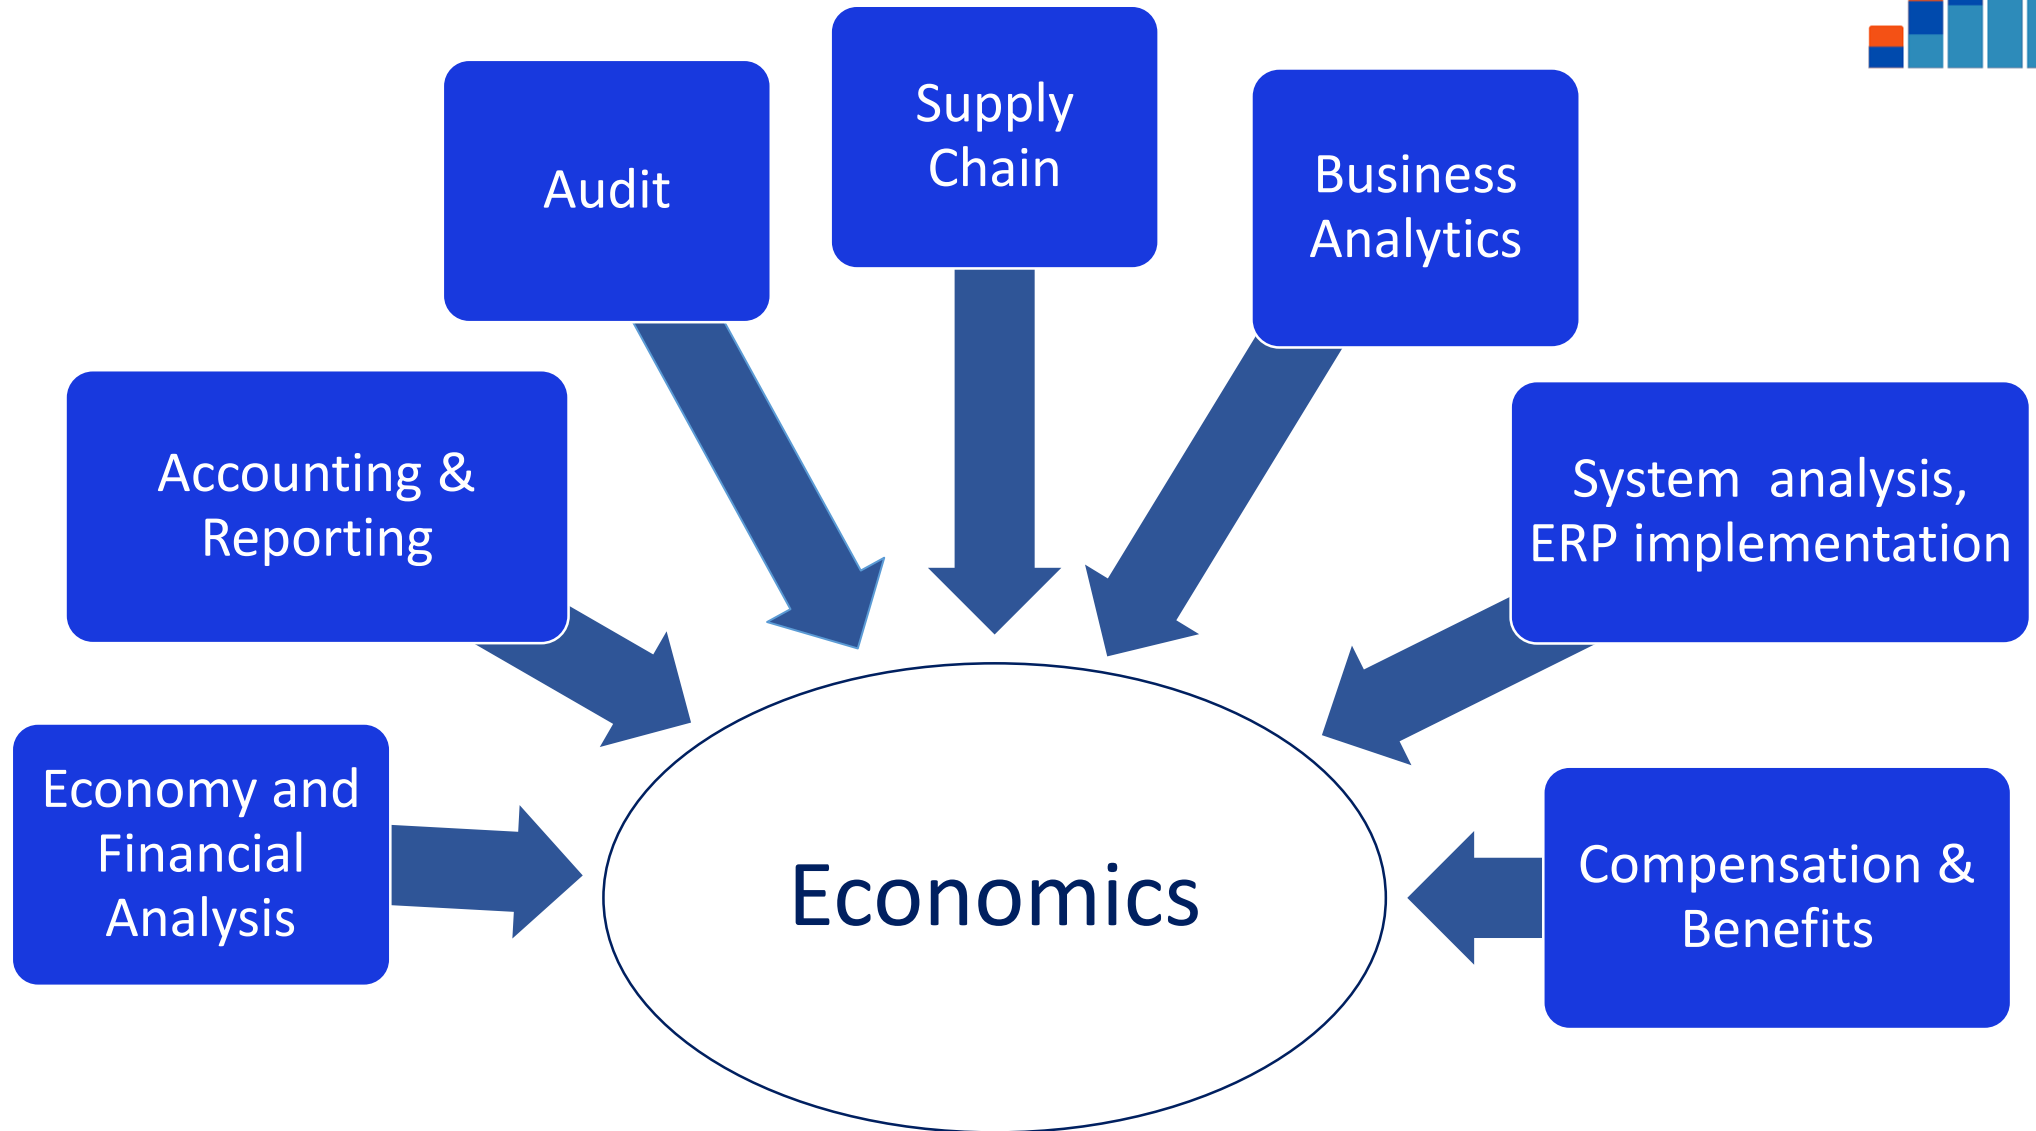 Supply
Chain
Audit
Business
Analytics
Accounting &
Reporting
System  analysis,
ERP implementation
Economy and
Financial
Analysis
Economics
Compensation &
Benefits